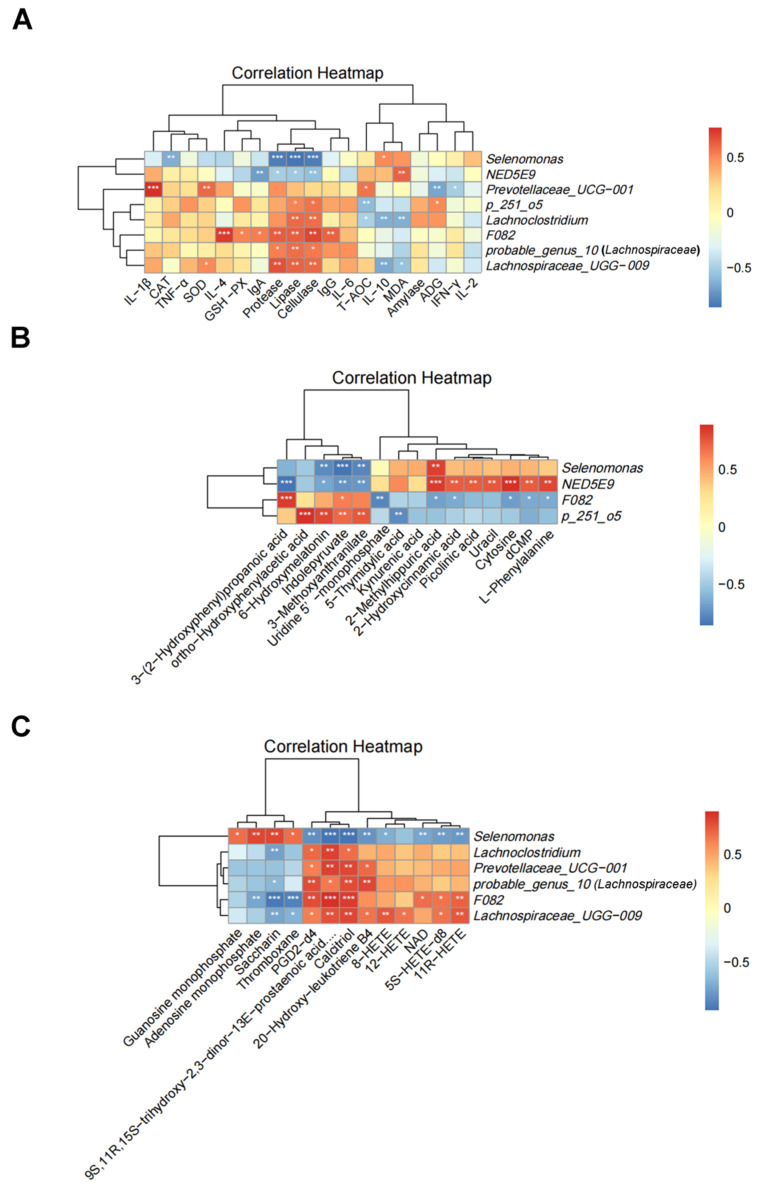 A
Correlation Heatmap
*** ** *** *** *** * Selenomonas
** * * ** ** NED5E9
*** ** * ** * Prevotellaceae_UCG−001
* * ** * p_251_o5
** ** * ** * Lachnoclostridium
*** * * ** ** *** ** F082
* ** * probable_genus_10 (Lachnospiraceae)
* ** ** ** ** * Lachnospiraceae_UGG−009
IL−1β
CAT
TNF−α
SOD
IL−4
GSH −PX
IgA
Protease
Lipase
Cellulase
IgG
IL−6
T−AOC
IL−10
MDA
Amylase
ADG
IFN−γ
IL−2
0.5
0
−0.5
B
Correlation Heatmap
** *** ** ** Selenomonas
*** * ** ** *** ** ** ** *** ** ** NED5E9
*** * ** * * * * * F082
*** ** ** ** ** p_251_o5
3−(2−Hydroxyphenyl)propanoic acid
ortho−Hydroxyphenylacetic acid
6−Hydroxymelatonin
Indolepyruvate
3−Methoxyanthranilate
Uridine 5' −monophosphate
5−Thymidylic acid
Kynurenic acid
2−Methylhippuric acid
2−Hydroxycinnamic acid
Picolinic acid
Uracil
Cytosine
dCMP
L−Phenylalanine
0.5
0
−0.5
C
Correlation Heatmap
* ** ** * ** *** *** ** * ** * ** Selenomonas
** * ** * Lachnoclostridium
* ** ** * Prevotellaceae_UCG−001
* ** * ** ** probable_genus_10 (Lachnospiraceae)
** *** *** ** *** *** * * ** F082
** * * ** ** * ** * * ** Lachnospiraceae_UGG−009
Guanosine monophosphate
Adenosine monophosphate
Saccharin
Thromboxane
PGD2−d4
9S,11R,15S−trihydroxy−2,3−dinor−13E−prostaenoic acid....
Calcitriol
20−Hydroxy−leukotriene B4
8−HETE
12−HETE
NAD
5S−HETE−d8
11R−HETE
0.5
0
−0.5